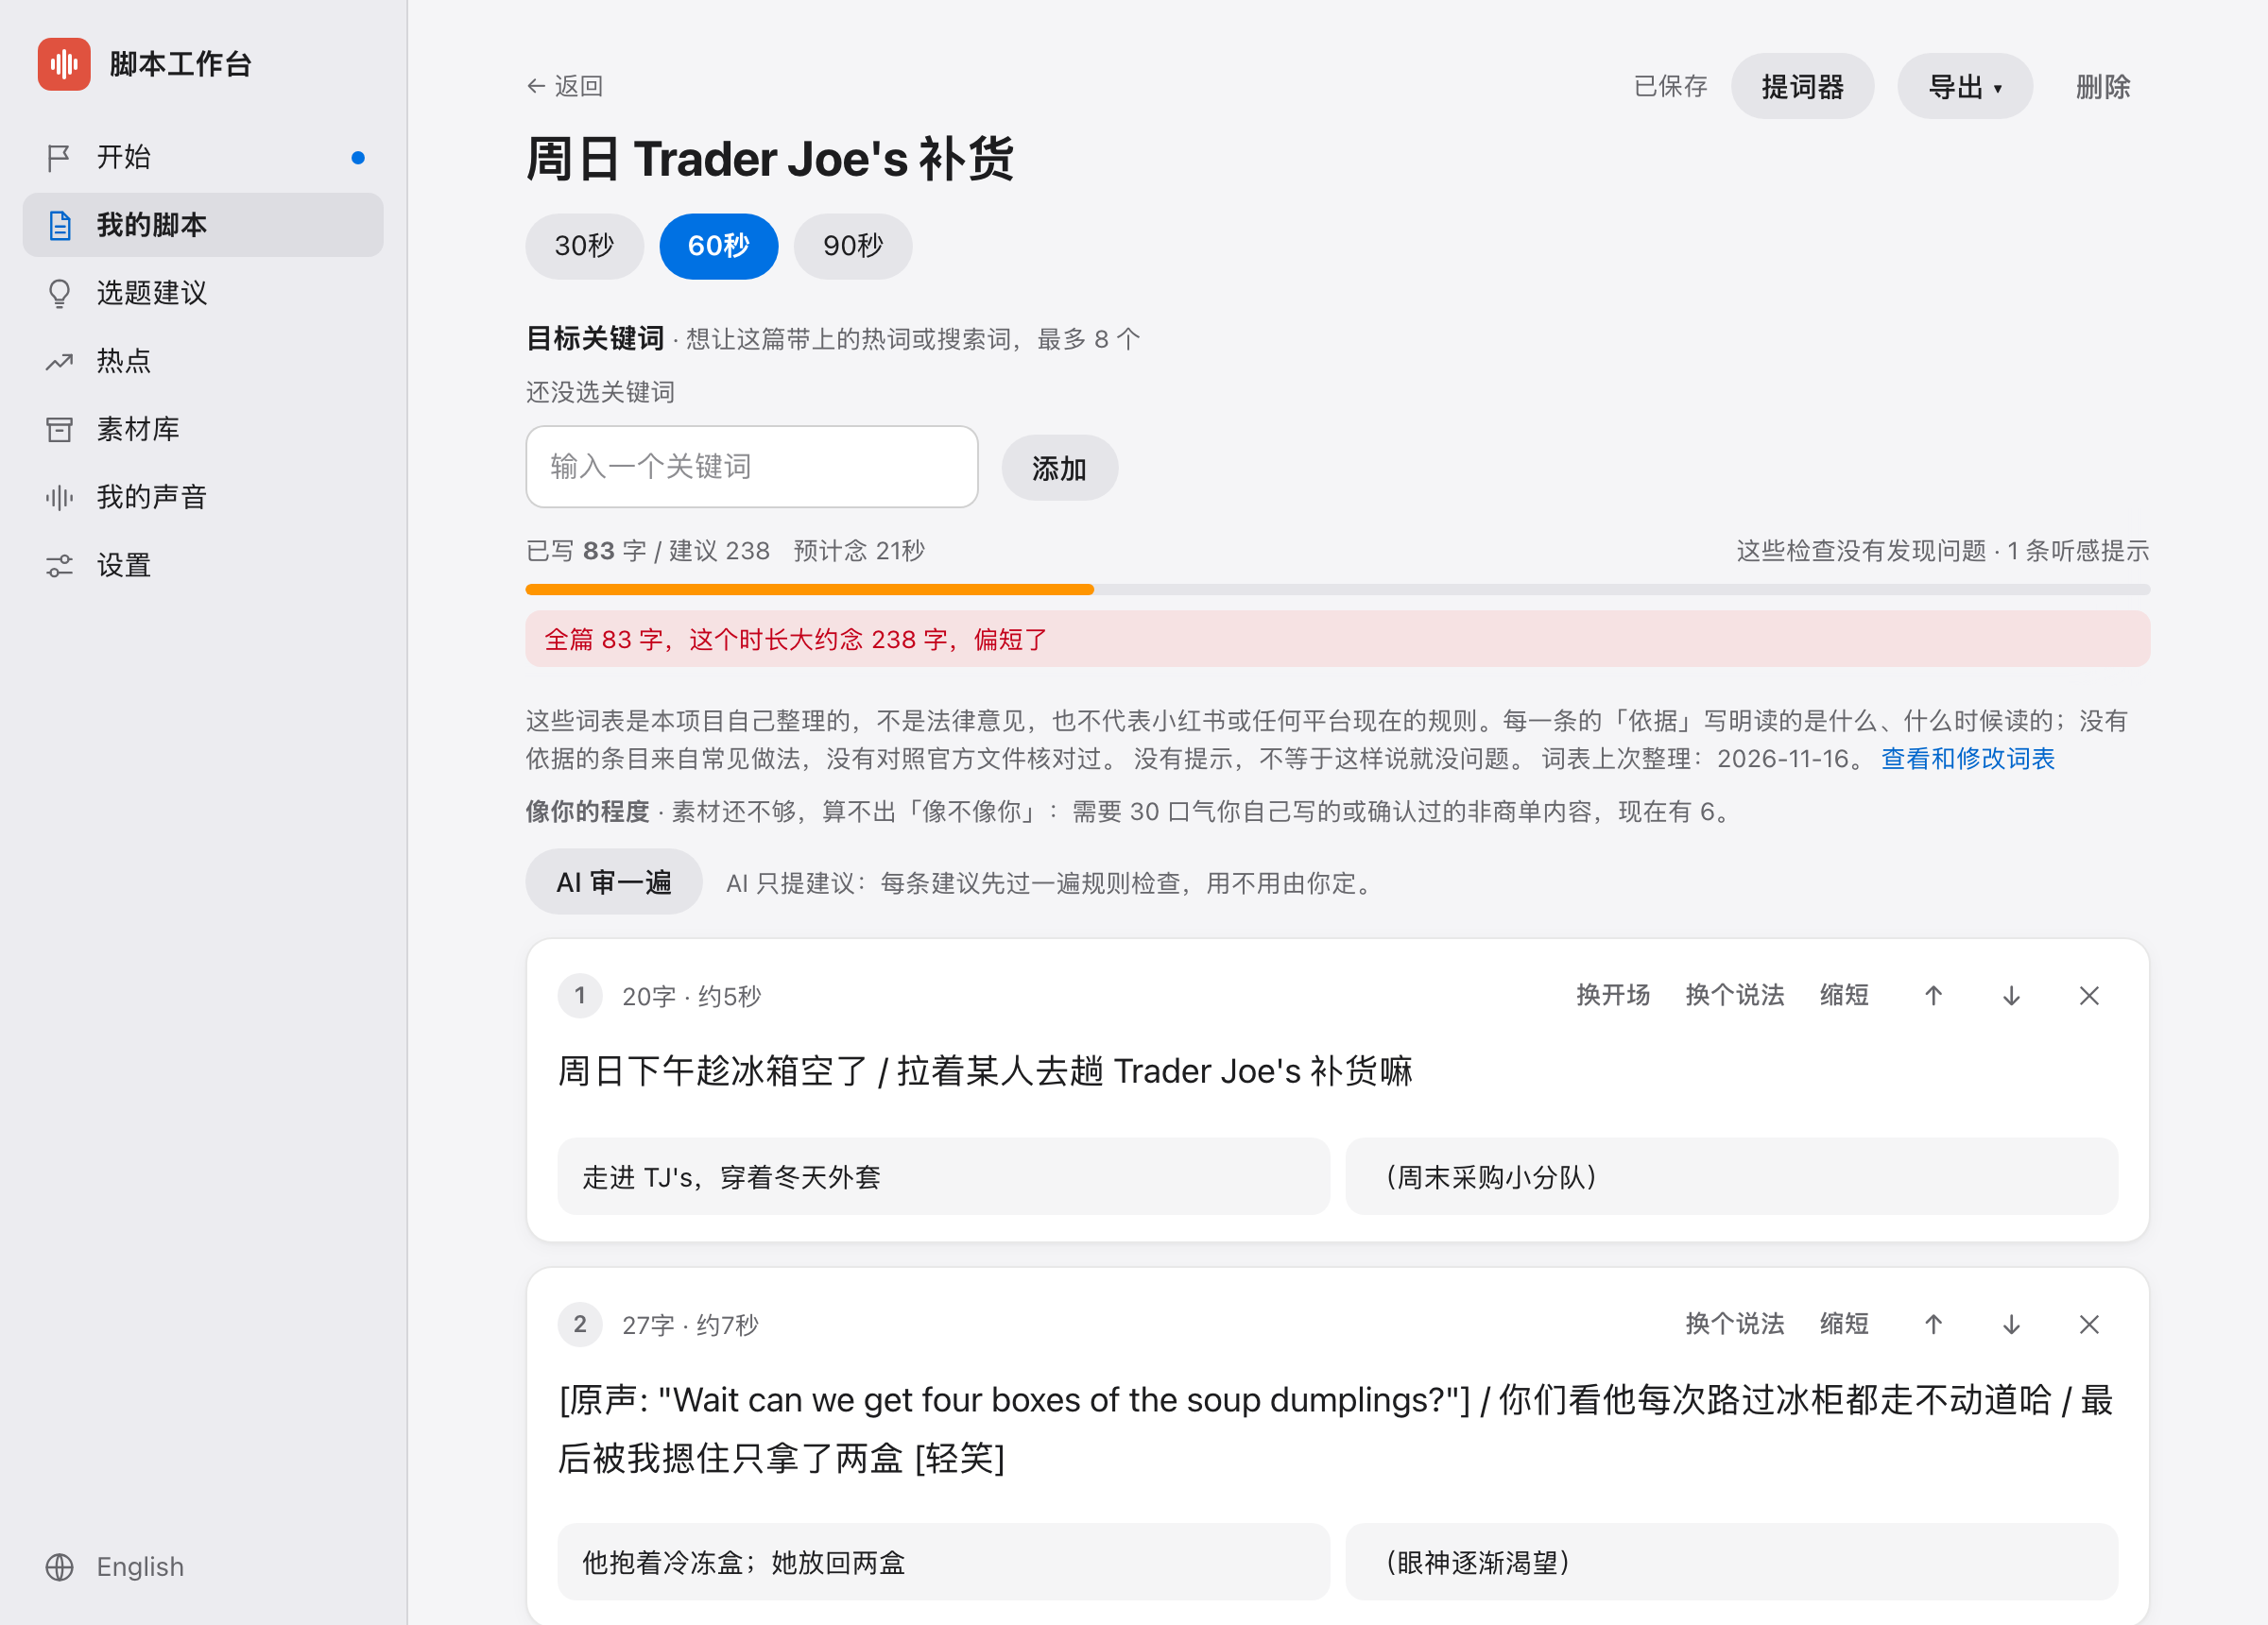 脚本工作台
开始
我的脚本
选题建议
热点
素材库
我的声音
设置
English
← 返回
已保存
提词器
导出 ▾
删除
周日 Trader Joe's 补货
30秒
60秒
90秒
目标关键词 · 想让这篇带上的热词或搜索词，最多 8 个
还没选关键词
输入一个关键词
添加
已写 83 字 / 建议 238 预计念 21秒
这些检查没有发现问题 · 1 条听感提示
全篇 83 字，这个时长大约念 238 字，偏短了
这些词表是本项目自己整理的，不是法律意见，也不代表小红书或任何平台现在的规则。每一条的「依据」写明读的是什么、什么时候读的；没有
依据的条目来自常见做法，没有对照官方文件核对过。 没有提示，不等于这样说就没问题。 词表上次整理：2026-11-16。 查看和修改词表
像你的程度 · 素材还不够，算不出「像不像你」：需要 30 口气你自己写的或确认过的非商单内容，现在有 6。
AI 审一遍
AI 只提建议：每条建议先过一遍规则检查，用不用由你定。
1
20字 · 约5秒
换开场
换个说法
缩短
↑
↓
×
周日下午趁冰箱空了 / 拉着某人去趟 Trader Joe's 补货嘛
走进 TJ's，穿着冬天外套
（周末采购小分队）
2
27字 · 约7秒
换个说法
缩短
↑
↓
×
[原声: "Wait can we get four boxes of the soup dumplings?"] / 你们看他每次路过冰柜都走不动道哈 / 最
后被我摁住只拿了两盒 [轻笑]
他抱着冷冻盒；她放回两盒
（眼神逐渐渴望）